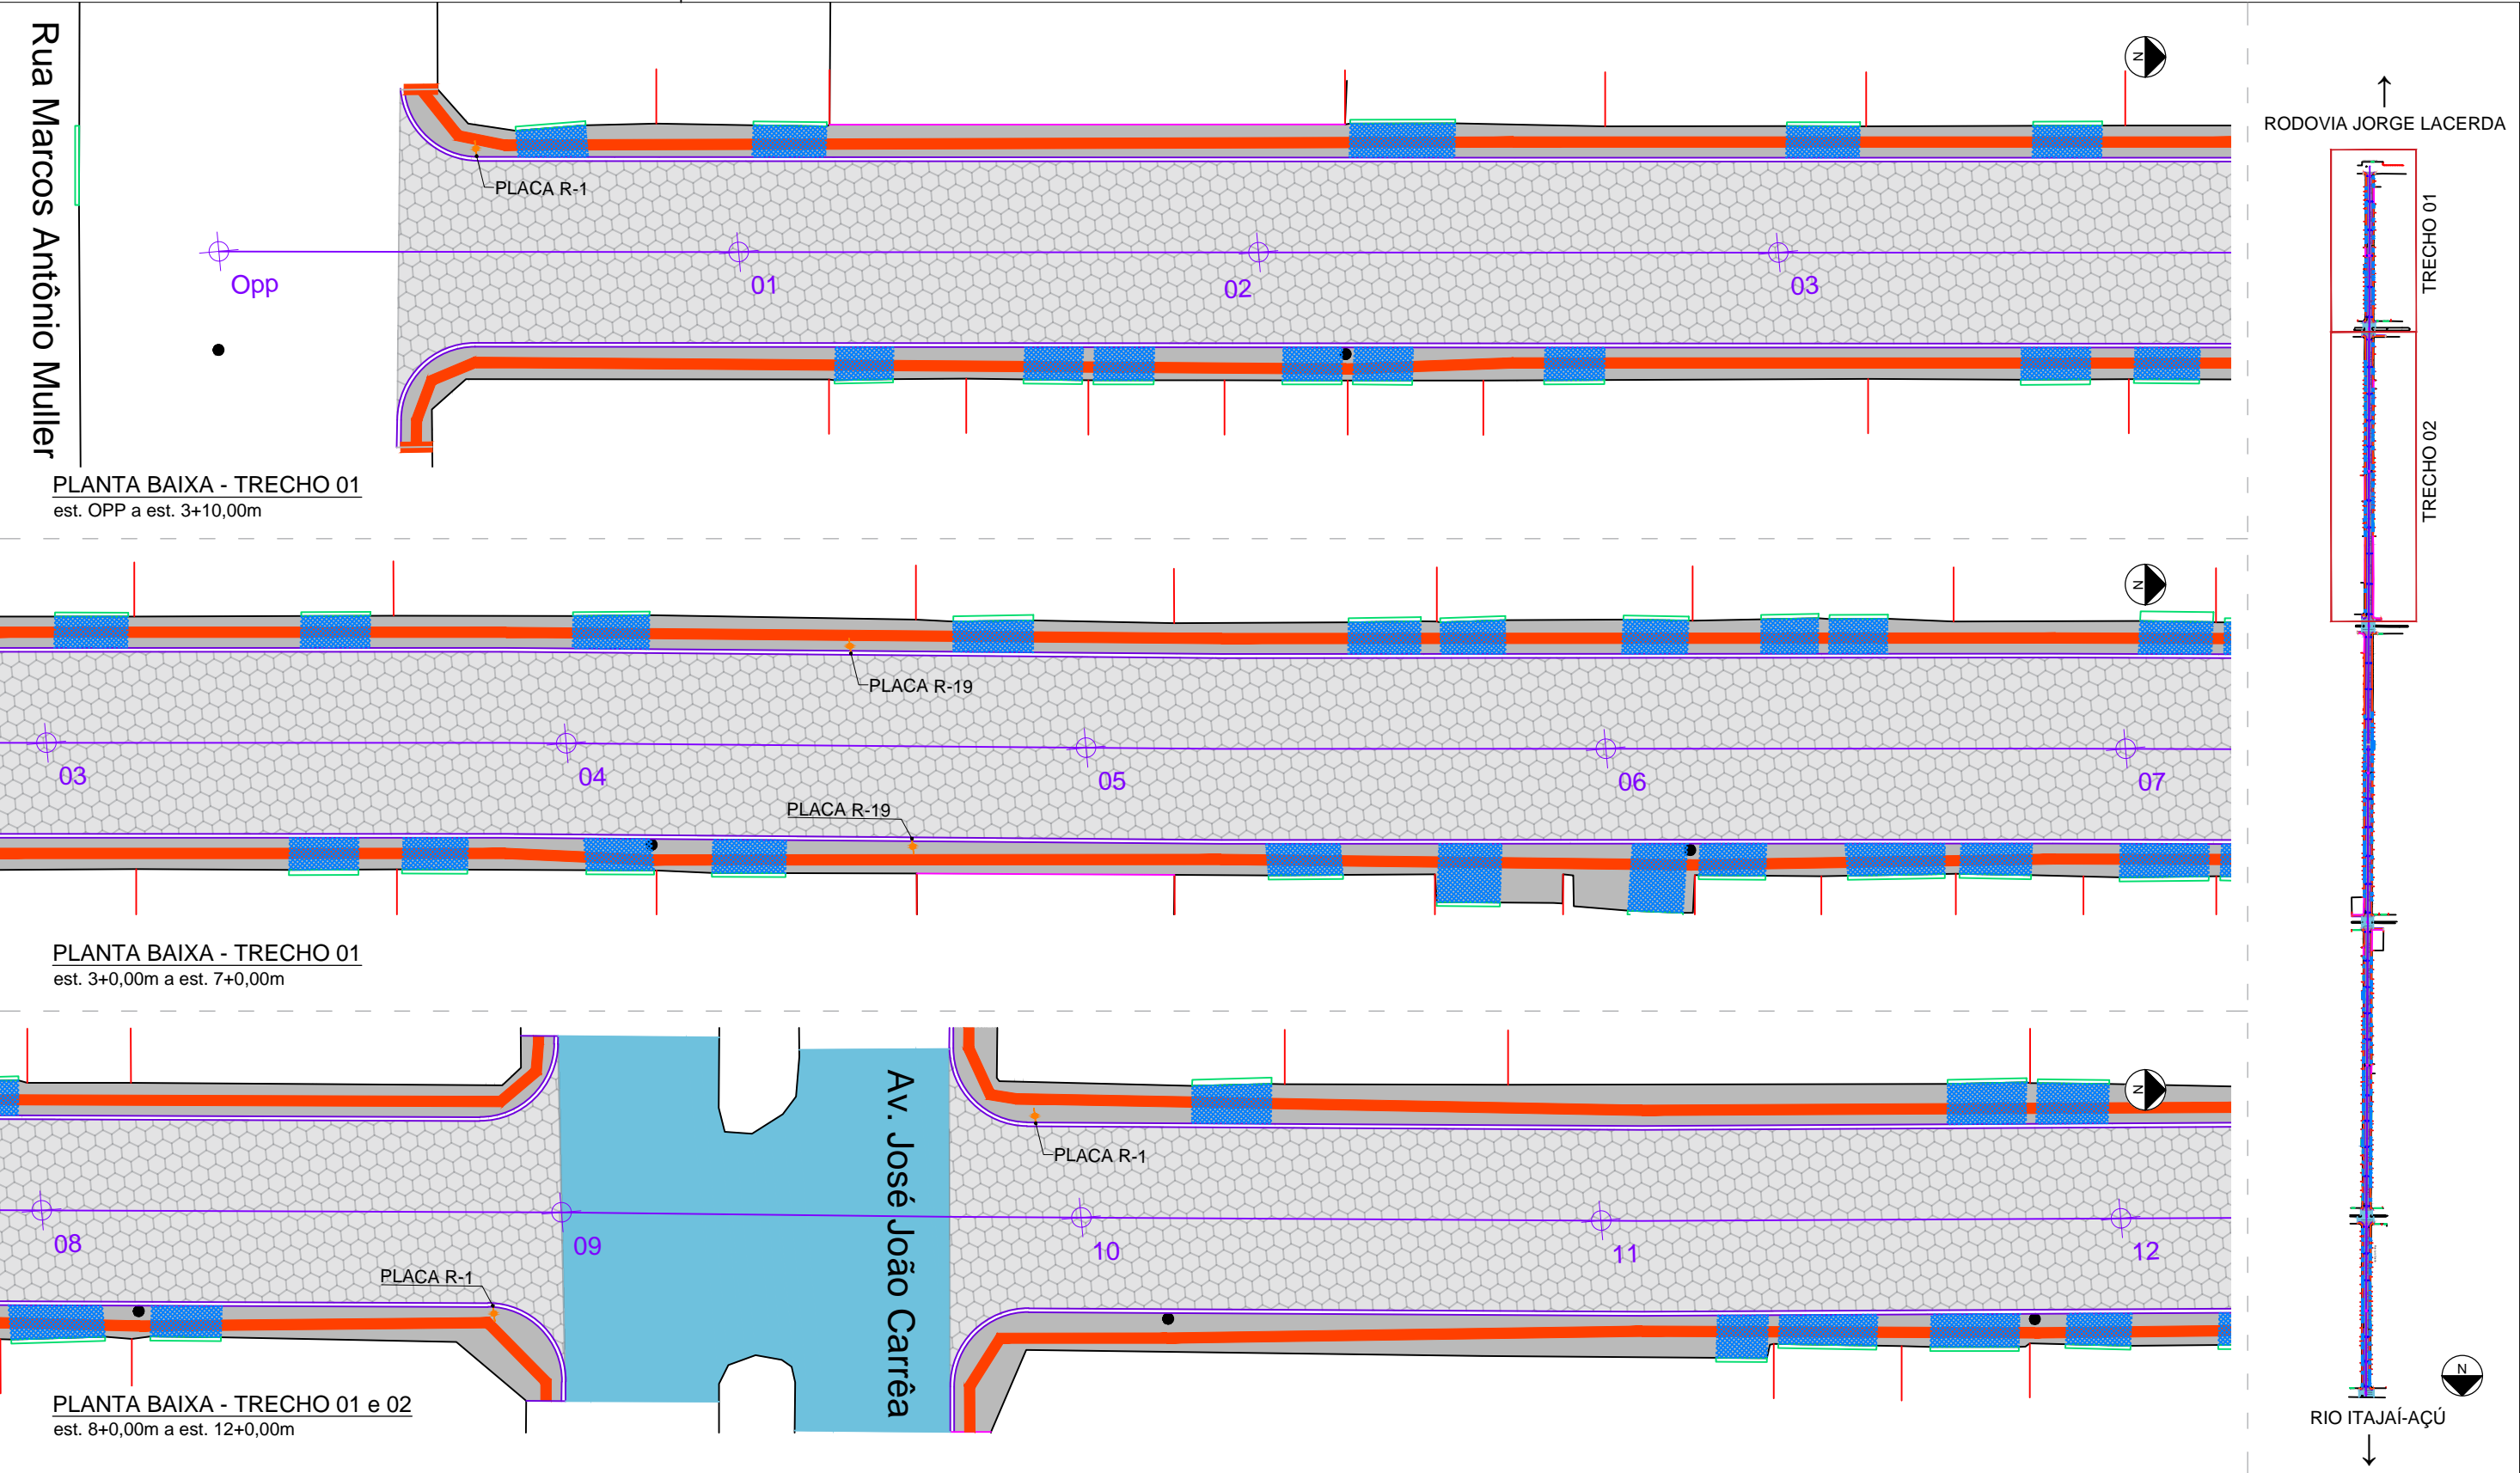 Rua Marcos Antônio Muller
N
PLACA R-1
Opp
01
02
03
PLANTA BAIXA - TRECHO 01
est. OPP a est. 3+10,00m
N
PLACA R-19
03
04
05
06
07
PLACA R-19
PLANTA BAIXA - TRECHO 01
est. 3+0,00m a est. 7+0,00m
N
Av. José João Carrêa
PLACA R-1
08
09
10
11
12
PLACA R-1
PLANTA BAIXA - TRECHO 01 e 02
est. 8+0,00m a est. 12+0,00m
RODOVIA JORGE LACERDA
TRECHO 01
TRECHO 02
N
RIO ITAJAÍ-AÇÚ